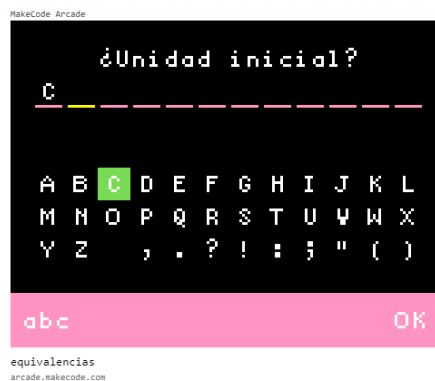 MakeCode Arcade
¿Unidad inicial?
C
A B C D E F G H I J K L
M N O P Q R S T U V W X
Y Z , . ? ! : ; " ( )
abc OK
equivalencias
arcade.makecode.com